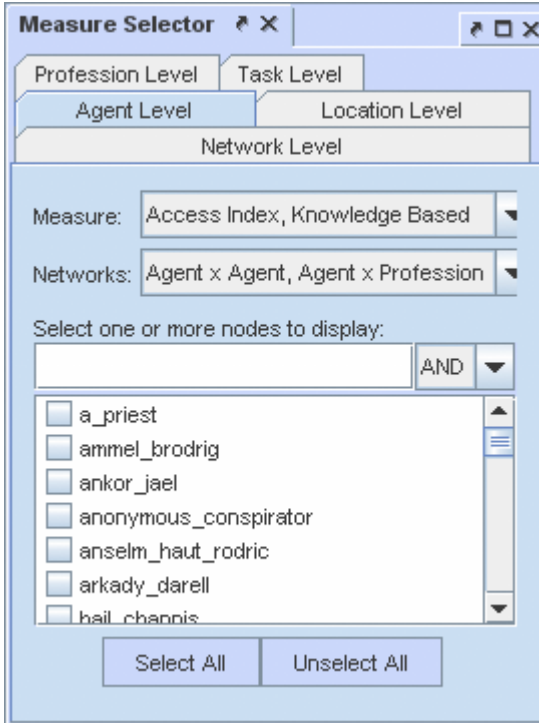 Measure Selector
Profession Level Task Level
Agent Level Location Level
Network Level
Measure: Access Index, Knowledge Based
Networks: Agent x Agent, Agent x Profession
Select one or more nodes to display:
AND
a_priest
ammel_brodrig
ankor_jael
anonymous_conspirator
anselm_haut_rodric
arkady_darell
bail_channis
Select All Unselect All